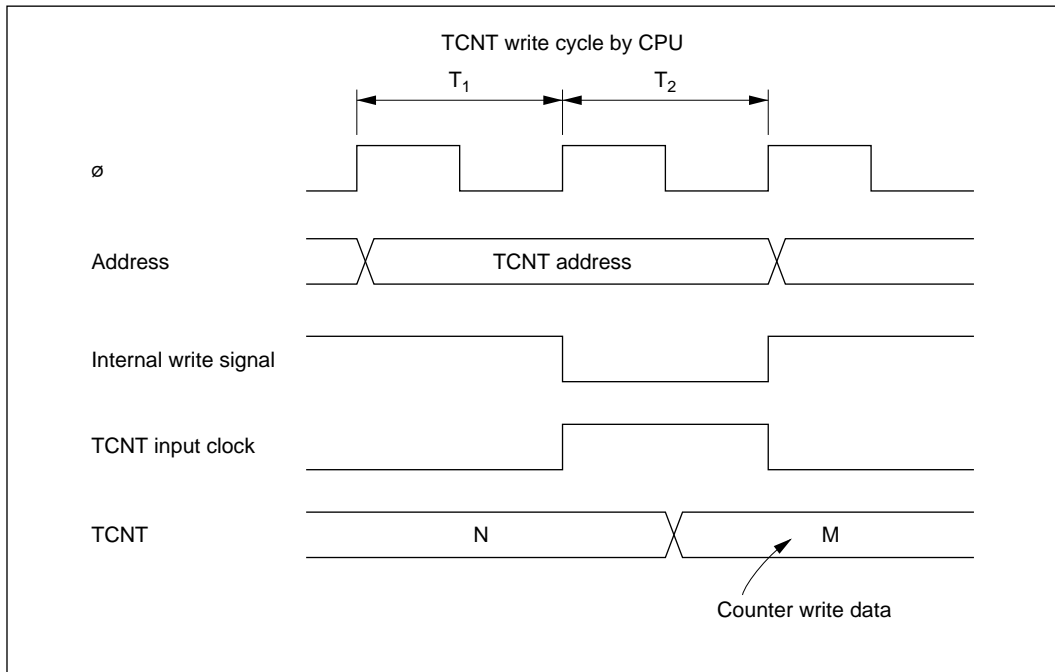 TCNT write cycle by CPU
T₁ T₂
ø
Address TCNT address
Internal write signal
TCNT input clock
TCNT N M
Counter write data